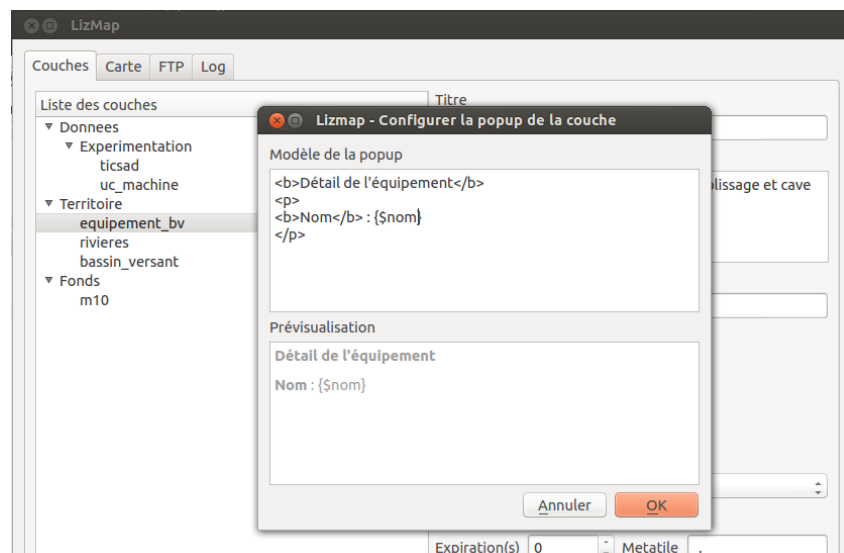 LizMap
Couches Carte FTP Log
Liste des couches
Donnees
Experimentation
ticsad
uc_machine
Territoire
equipement_bv
rivieres
bassin_versant
Fonds
m10
Titre
Lizmap - Configurer la popup de la couche
Modèle de la popup
<b>Détail de l'équipement</b>
<p>
<b>Nom</b> : {$nom}
</p>
Prévisualisation
Détail de l'équipement
Nom : {$nom}
Annuler OK
et cave
Expiration(s) 0 Metatile